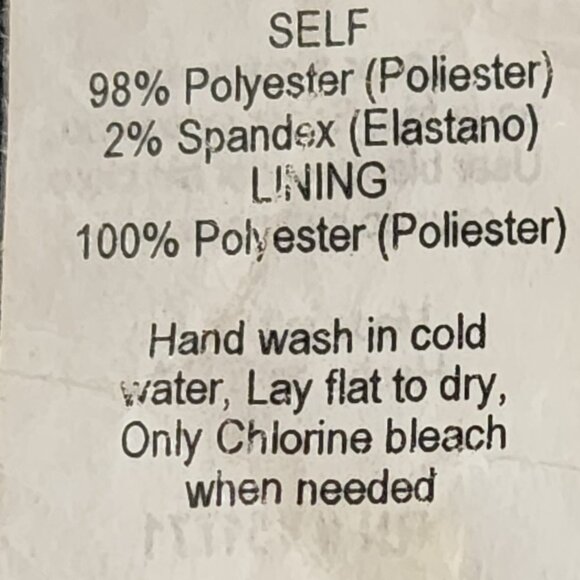 SELF
98% Polyester (Poliester)
2% Spandex (Elastano)
LINING
100% Polyester (Poliester)
Hand wash in cold
water, Lay flat to dry,
Only Chlorine bleach
when needed